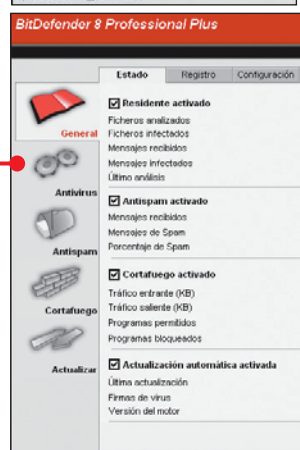 BitDefender 8 Professional Plus
Estado Registro Configuración
General
Antivirus
Antispam
Cortafuego
Actualizar
Residente activado
Ficheros analizados
Ficheros infectados
Mensajes recibidos
Mensajes infectados
Último análisis
Antispam activado
Mensajes recibidos
Mensajes de Spam
Porcentaje de Spam
Cortafuego activado
Tráfico entrante (KB)
Tráfico saliente (KB)
Programas permitidos
Programas bloqueados
Actualización automática activada
Última actualización
Firmas de virus
Versión del motor